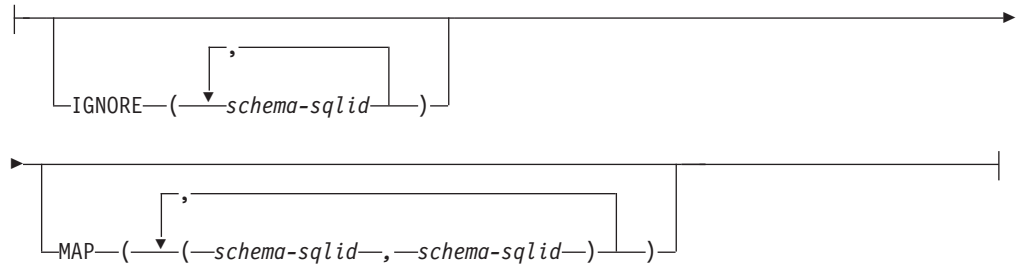 ,
IGNORE ( schema-sqlid )
,
MAP ( ( schema-sqlid , schema-sqlid ) )